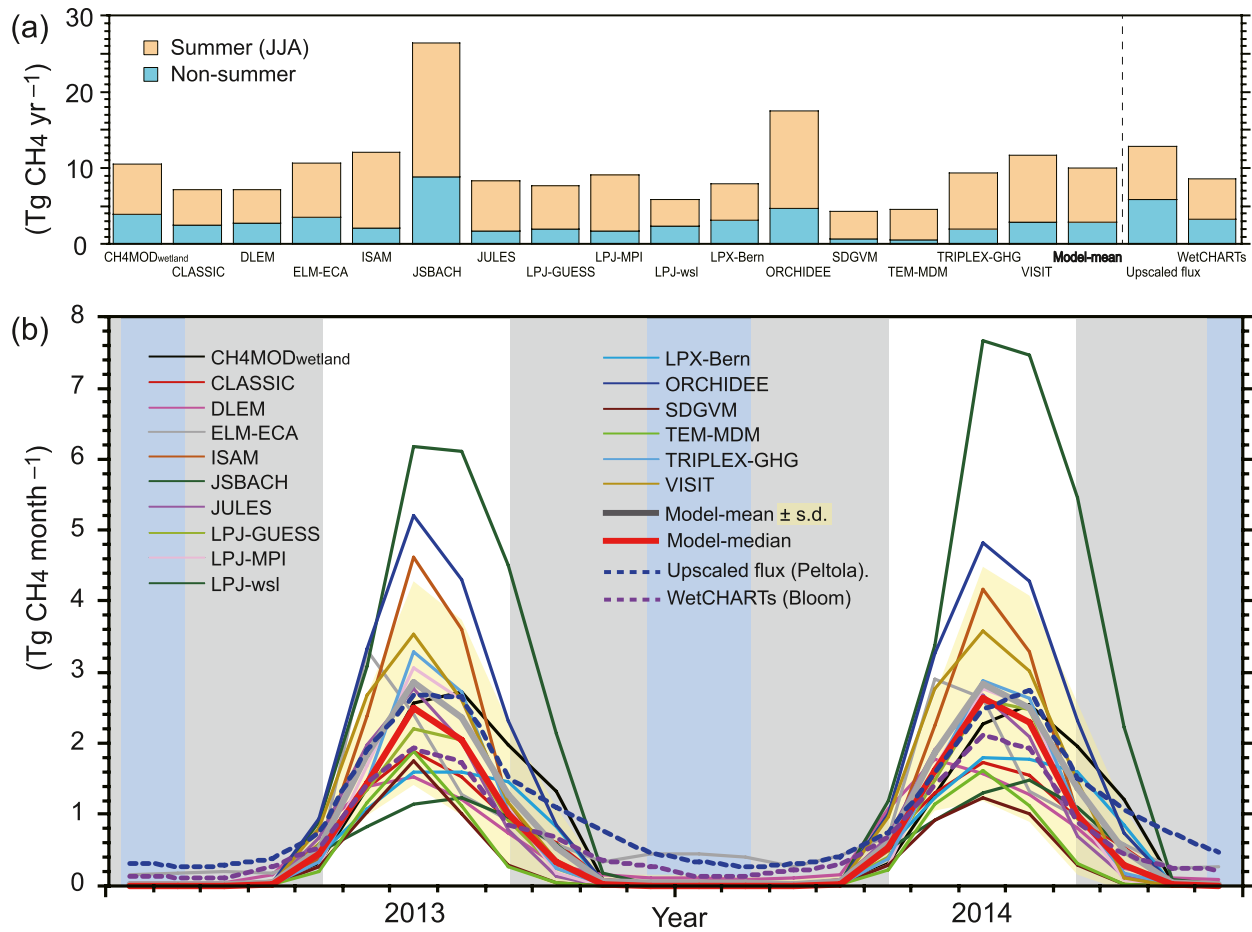 (a)
(Tg CH4 yr −1)
30
20
10
0
Summer (JJA)
Non-summer
CH4MODwetland
CLASSIC
DLEM
ELM-ECA
ISAM
JSBACH
JULES
LPJ-GUESS
LPJ-MPI
LPJ-wsl
LPX-Bern
ORCHIDEE
SDGVM
TEM-MDM
TRIPLEX-GHG
VISIT
Model-mean
Upscaled flux
WetCHARTs
(b)
(Tg CH4 month −1)
8
7
6
5
4
3
2
1
0
CH4MODwetland
CLASSIC
DLEM
ELM-ECA
ISAM
JSBACH
JULES
LPJ-GUESS
LPJ-MPI
LPJ-wsl
LPX-Bern
ORCHIDEE
SDGVM
TEM-MDM
TRIPLEX-GHG
VISIT
Model-mean ± s.d.
Model-median
Upscaled flux (Peltola).
WetCHARTs (Bloom)
2013
Year
2014